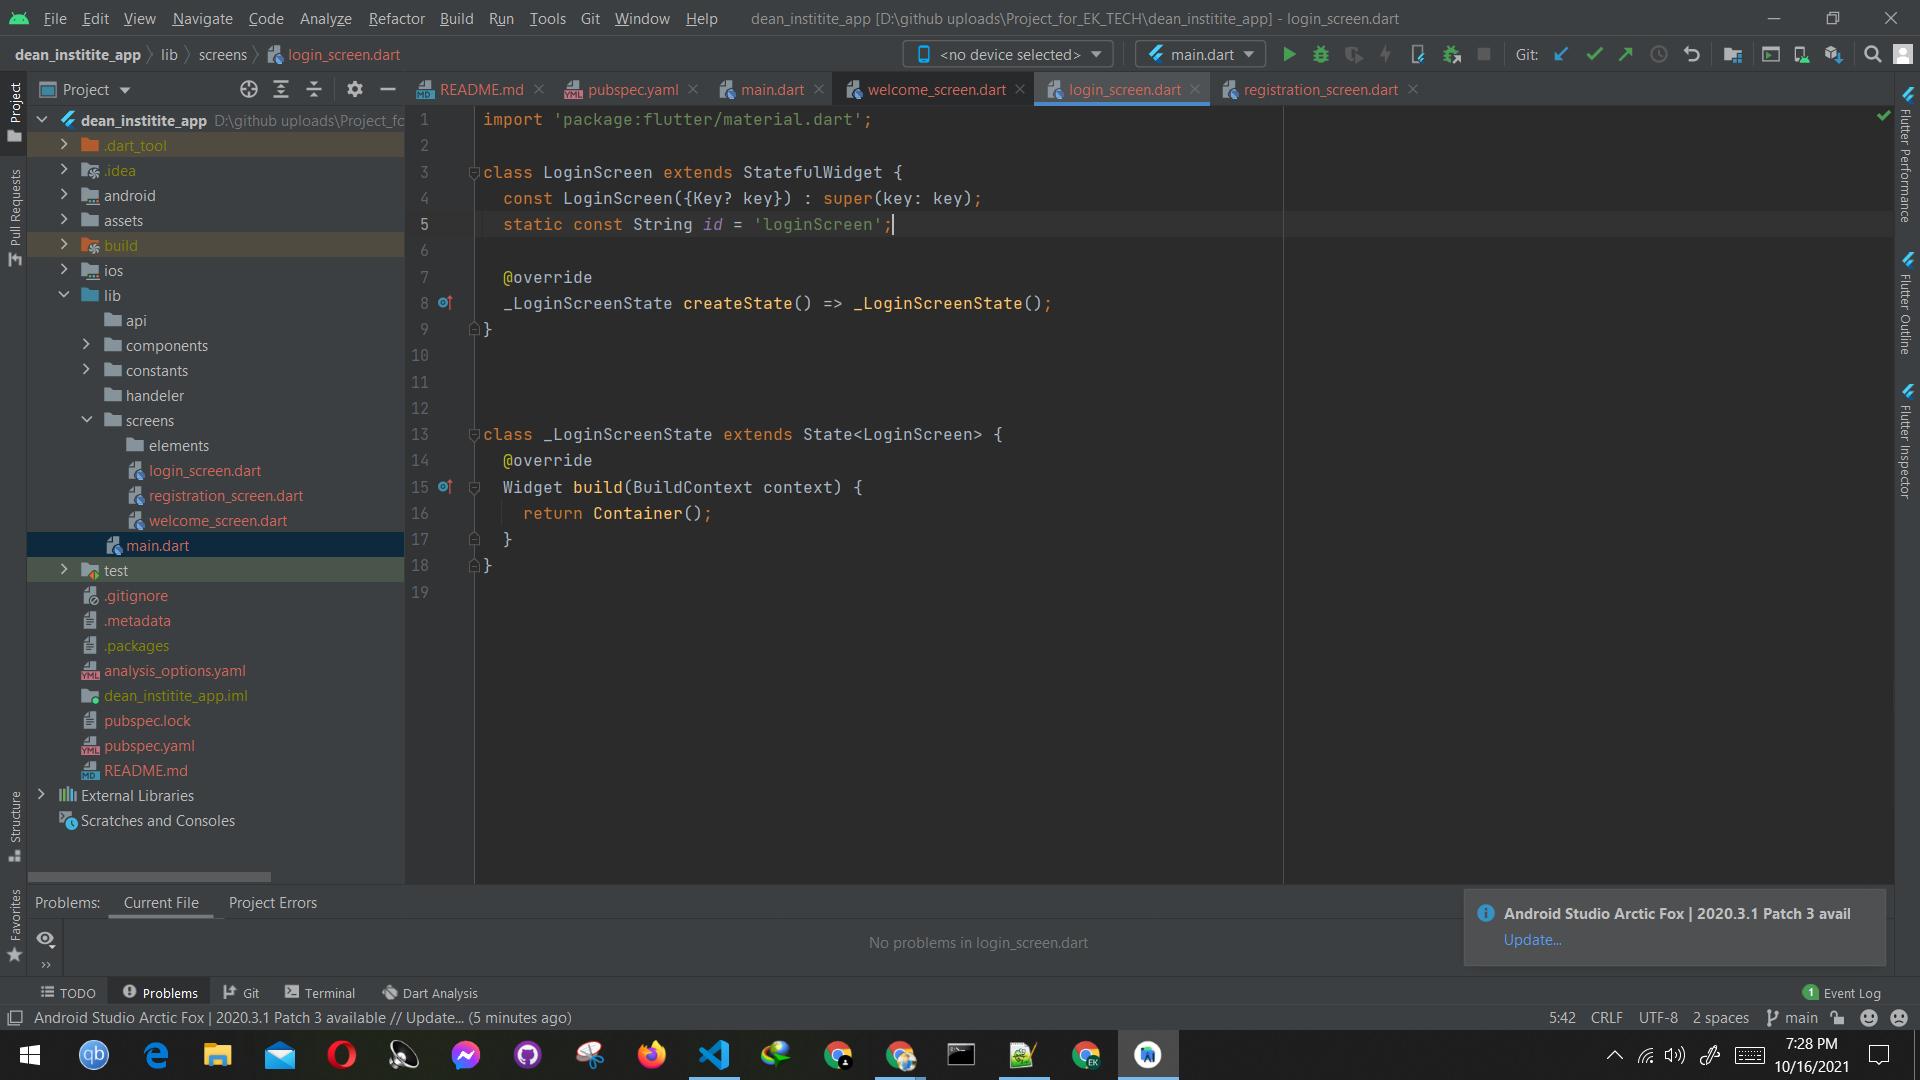 File Edit View Navigate Code Analyze Refactor Build Run Tools Git Window Help dean_institite_app [D:\github uploads\Project_for_EK_TECH\dean_institite_app] - login_screen.dart
dean_institite_app lib screens login_screen.dart <no device selected> main.dart Git:
Project README.md pubspec.yaml main.dart welcome_screen.dart login_screen.dart registration_screen.dart
Project
Pull Requests
Structure
Favorites
dean_institite_app D:\github uploads\Project_fo
.dart_tool
.idea
android
assets
build
ios
lib
api
components
constants
handeler
screens
elements
login_screen.dart
registration_screen.dart
welcome_screen.dart
main.dart
test
.gitignore
.metadata
.packages
analysis_options.yaml
dean_institite_app.iml
pubspec.lock
pubspec.yaml
README.md
External Libraries
Scratches and Consoles
1 import 'package:flutter/material.dart';
2
3 class LoginScreen extends StatefulWidget {
4 const LoginScreen({Key? key}) : super(key: key);
5 static const String id = 'loginScreen';
6
7 @override
8 _LoginScreenState createState() => _LoginScreenState();
9 }
10
11
12
13 class _LoginScreenState extends State<LoginScreen> {
14 @override
15 Widget build(BuildContext context) {
16 return Container();
17 }
18 }
19
Flutter Performance
Flutter Outline
Flutter Inspector
Problems: Current File Project Errors
No problems in login_screen.dart
Android Studio Arctic Fox | 2020.3.1 Patch 3 avail
Update...
TODO Problems Git Terminal Dart Analysis 1 Event Log
Android Studio Arctic Fox | 2020.3.1 Patch 3 available // Update... (5 minutes ago) 5:42 CRLF UTF-8 2 spaces main
7:28 PM
10/16/2021